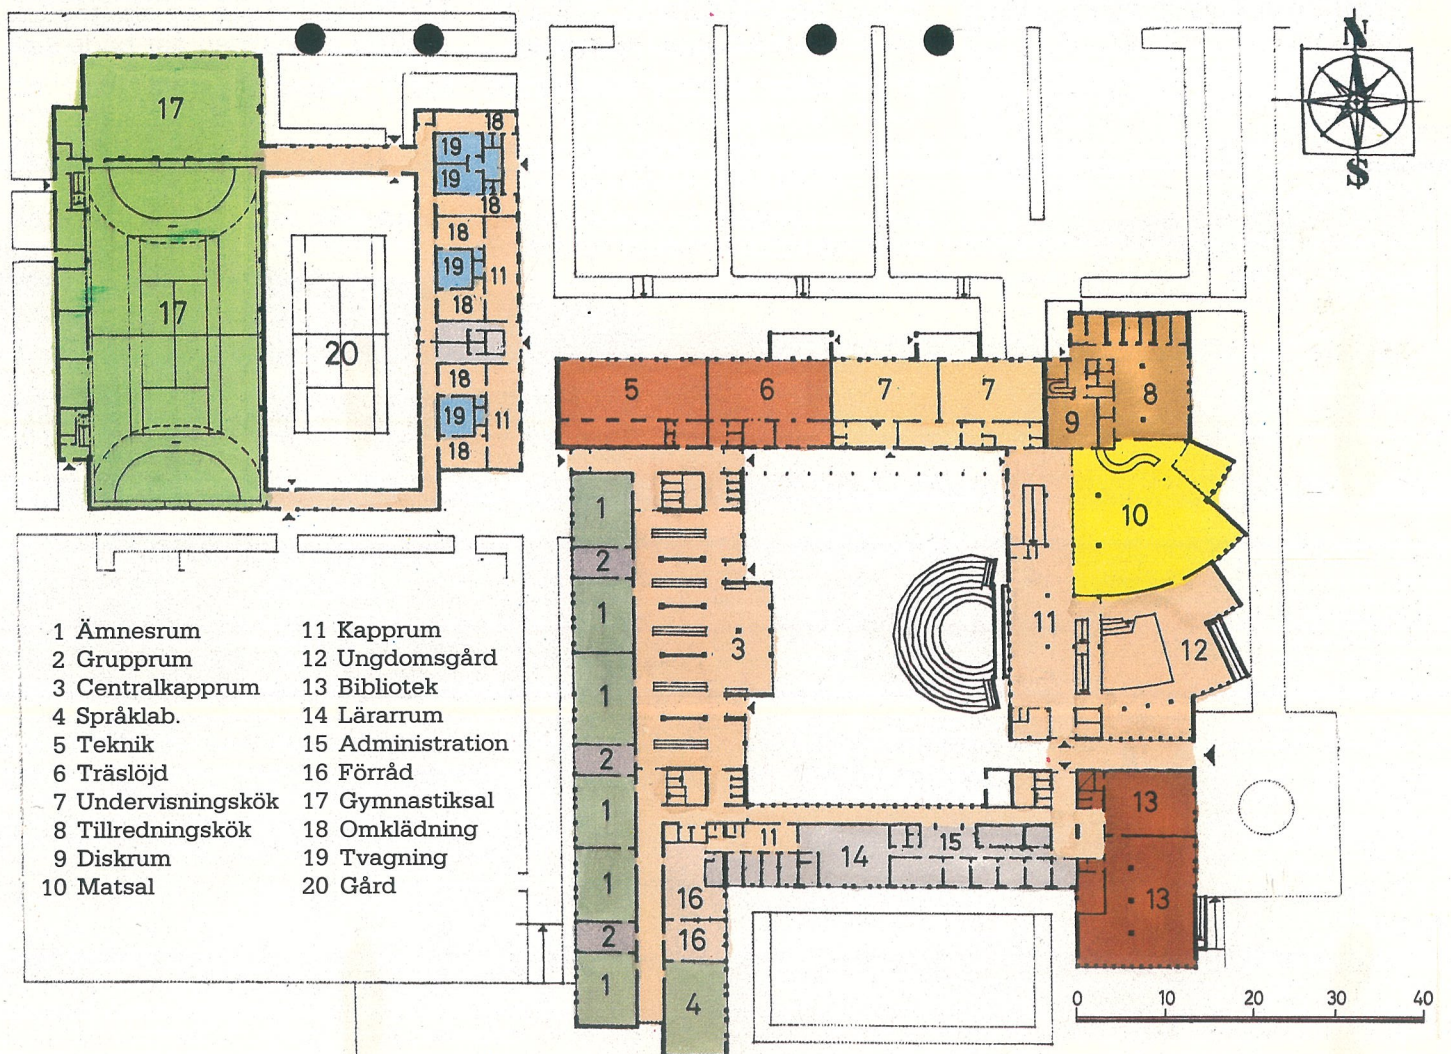 N
S
17
18
19
19
18
18
19
11
18
17
20
18
19
11
18
5
6
7
7
8
9
10
1
2
1
3
11
12
1
2
1
13
11
14
15
1
16
13
2
16
1
4
1 Ämnesrum
2 Grupprum
3 Centralkapprum
4 Språklab.
5 Teknik
6 Träslöjd
7 Undervisningskök
8 Tillredningskök
9 Diskrum
10 Matsal
11 Kapprum
12 Ungdomsgård
13 Bibliotek
14 Lärarrum
15 Administration
16 Förråd
17 Gymnastiksal
18 Omklädning
19 Tvagning
20 Gård
0 10 20 30 40